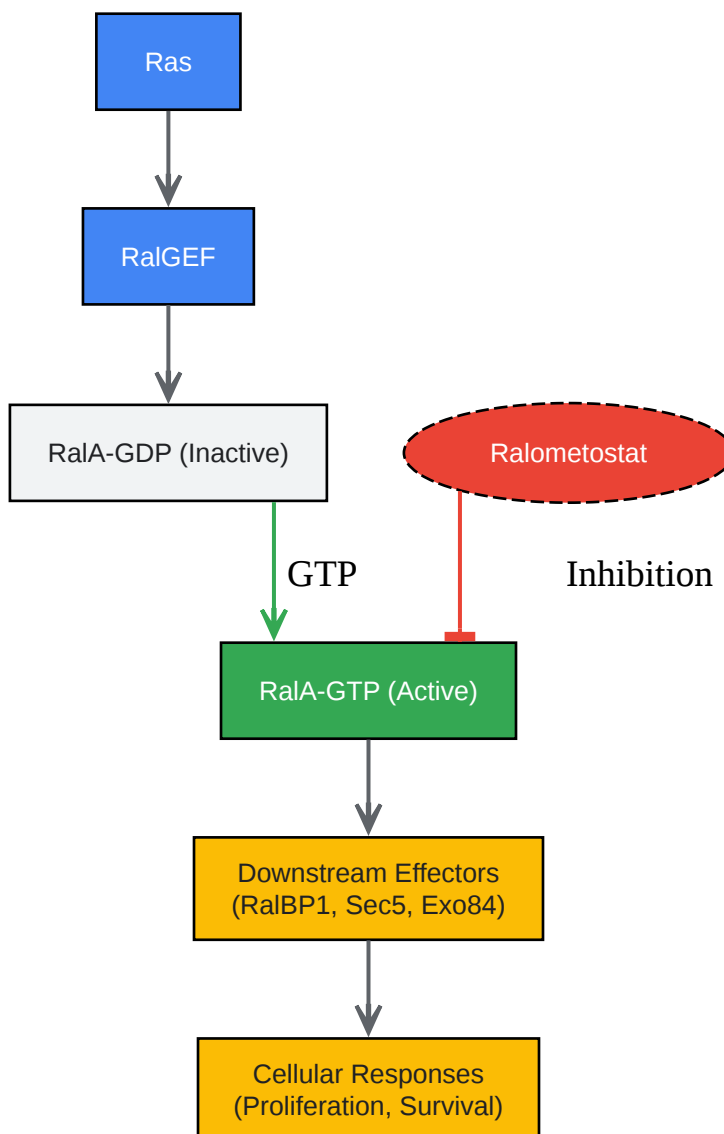 Ras
RalGEF
RalA-GDP (Inactive)
Ralometostat
GTP
Inhibition
RalA-GTP (Active)
Downstream Effectors
(RalBP1, Sec5, Exo84)
Cellular Responses
(Proliferation, Survival)